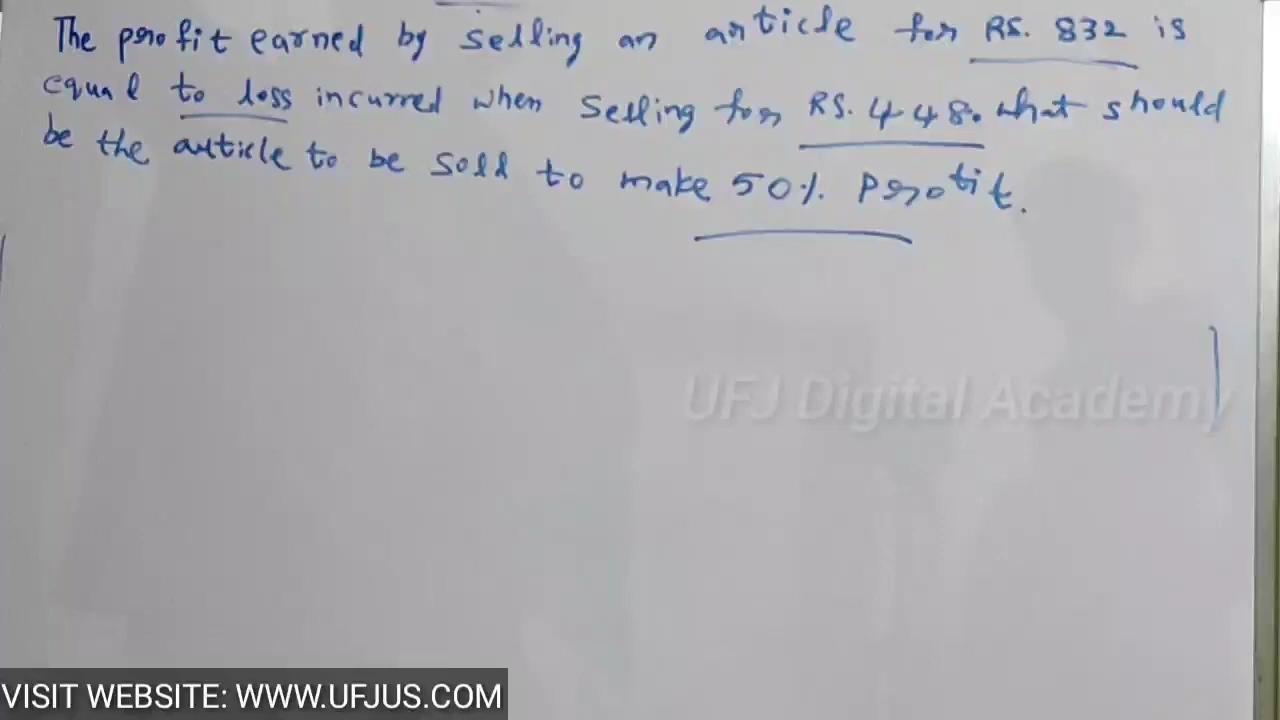 The profit earned by selling an article for RS. 832 is
equal to loss incurred when selling for RS. 448. what should
be the article to be sold to make 50% profit.
UFJ Digital Academy
VISIT WEBSITE: WWW.UFJUS.COM